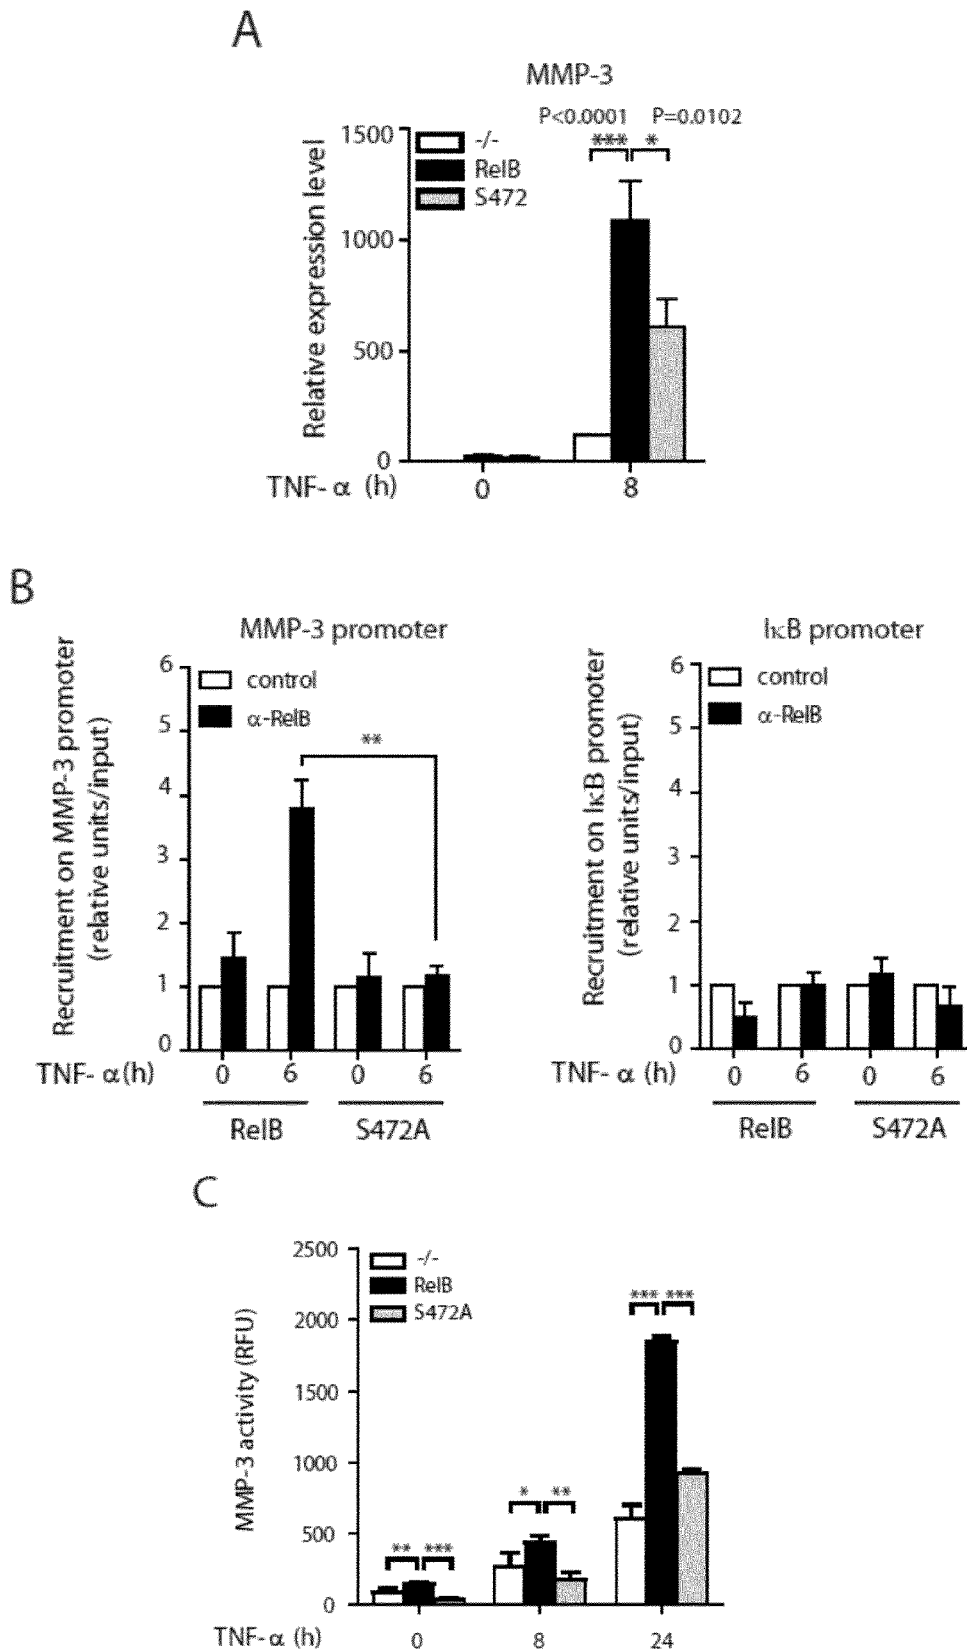 A
MMP-3
P<0.0001 P=0.0102
*** *
-/-
RelB
S472
Relative expression level
1500
1000
500
0
TNF- α (h) 0 8
B
MMP-3 promoter
control
α-RelB
**
Recruitment on MMP-3 promoter
(relative units/input)
6
5
4
3
2
1
0
TNF- α(h) 0 6 0 6
RelB S472A
IκB promoter
control
α-RelB
Recruitment on IκB promoter
(relative units/input)
6
5
4
3
2
1
0
TNF- α (h) 0 6 0 6
RelB S472A
C
-/-
RelB
S472A
MMP-3 activity (RFU)
2500
2000
1500
1000
500
0
** ***
* **
*** ***
TNF- α (h) 0 8 24